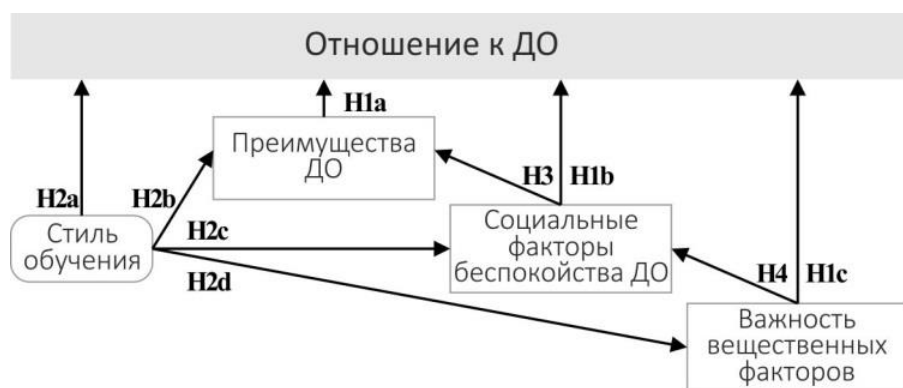 Отношение к ДО
H1a
Преимущества
ДО
H3
H1b
H2a
H2b
H2c
Стиль
обучения
Социальные
факторы
беспокойства ДО
H2d
H4
H1c
Важность
вещественных
факторов